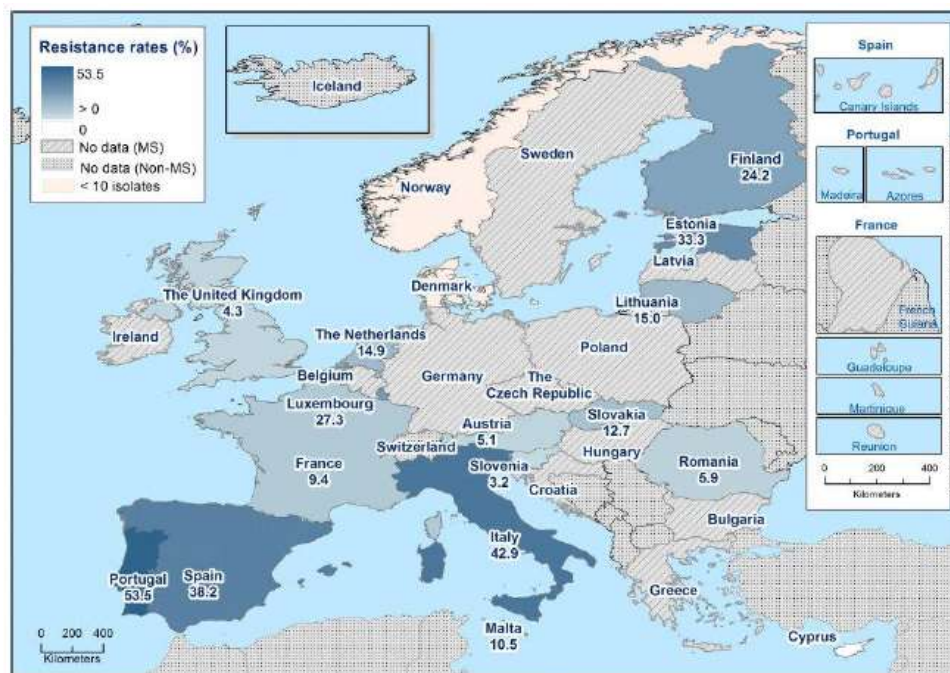 Resistance rates (%)
53.5
> 0
0
No data (MS)
No data (Non-MS)
< 10 isolates
Iceland
Spain
Canary Islands
Portugal
Madeira
Azores
France
French
Guiana
Guadaloupe
Martinique
Reunion
0 200 400
Kilometers
Sweden
Finland
24.2
Norway
Estonia
33.3
Latvia
Denmark
Lithuania
15.0
The United Kingdom
4.3
Ireland
The Netherlands
14.9
Poland
Belgium
Germany
The
Czech Republic
Luxembourg
27.3
Slovakia
12.7
Austria
5.1
Switzerland
Hungary
Slovenia
3.2
France
9.4
Romania
5.9
Croatia
Bulgaria
Italy
42.9
Portugal
53.5
Spain
38.2
Greece
Malta
10.5
Cyprus
0 200 400
Kilometers